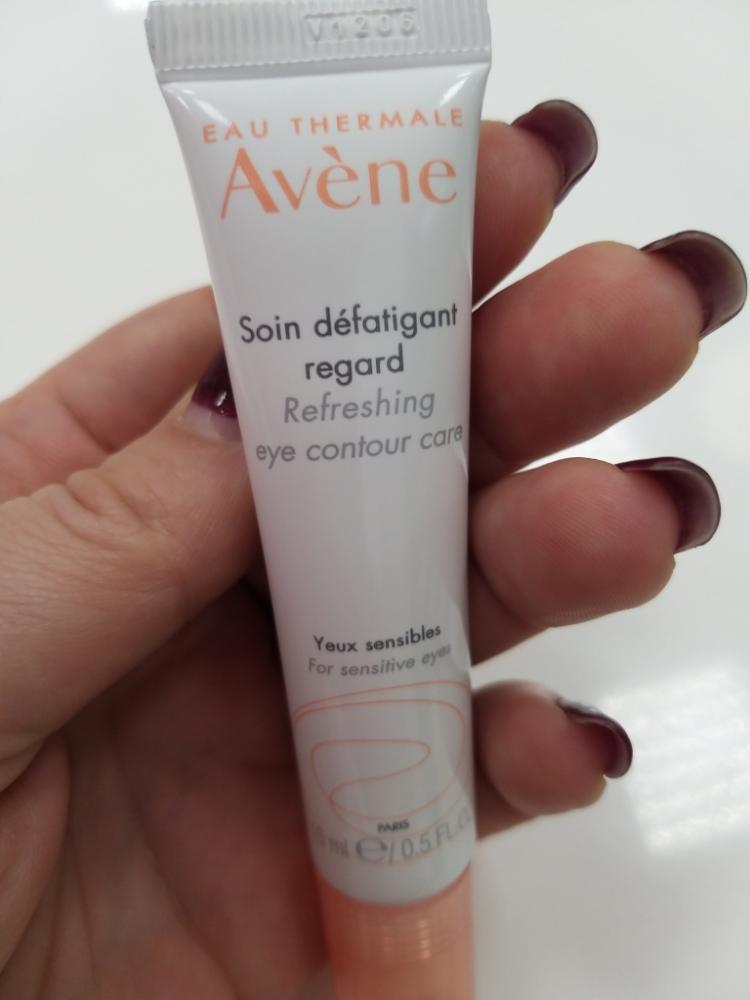 V1206
EAU THERMALE
Avène
Soin défatigant
regard
Refreshing
eye contour care
Yeux sensibles
For sensitive eyes
PARIS
ml e/0.5 FL.